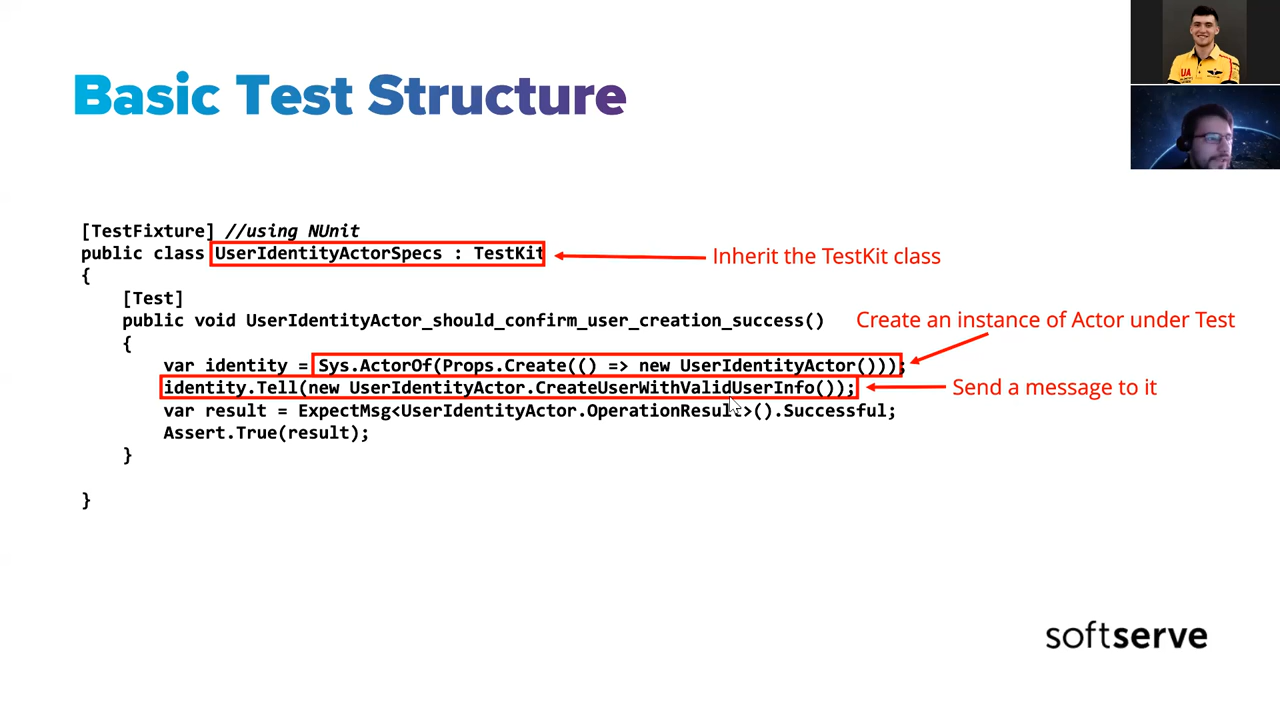 Basic Test Structure
[TestFixture] //using NUnit
public class UserIdentityActorSpecs : TestKit
Inherit the TestKit class
{
[Test]
public void UserIdentityActor_should_confirm_user_creation_success()
Create an instance of Actor under Test
{
var identity = Sys.ActorOf(Props.Create(() => new UserIdentityActor()));
identity.Tell(new UserIdentityActor.CreateUserWithValidUserInfo());
Send a message to it
var result = ExpectMsg<UserIdentityActor.OperationResult>().Successful;
Assert.True(result);
}
}
softserve
UA